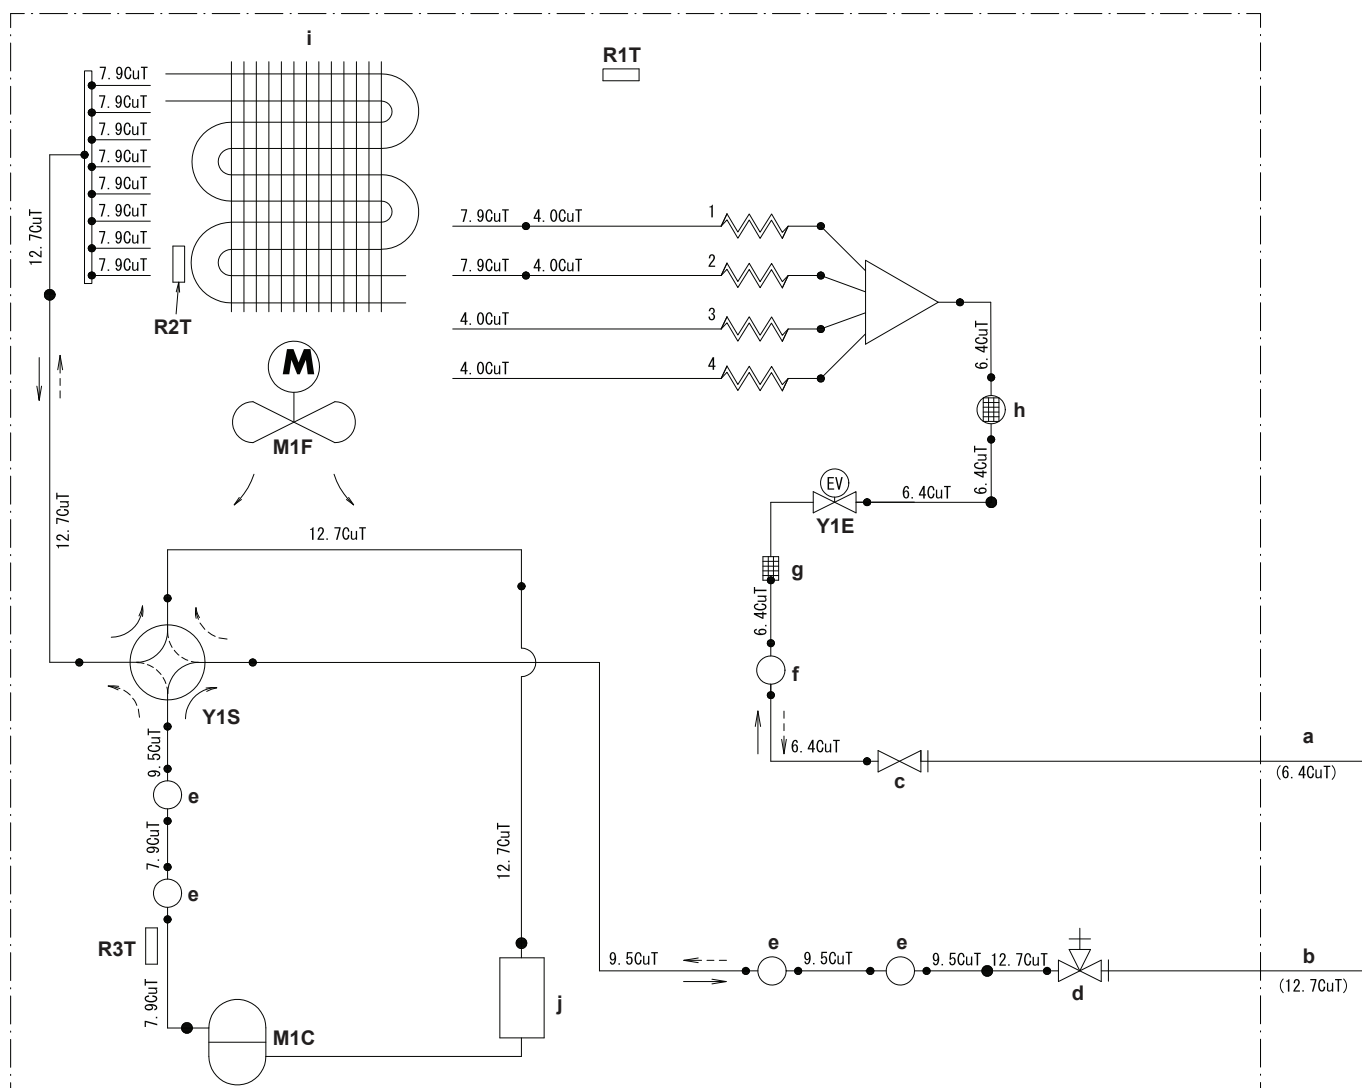 i
R1T
7.9CuT
7.9CuT
7.9CuT
7.9CuT
7.9CuT
7.9CuT
7.9CuT
7.9CuT
12.7CuT
R2T
7.9CuT 4.0CuT 1
7.9CuT 4.0CuT 2
4.0CuT 3
4.0CuT 4
6.4CuT
h
6.4CuT
M
M1F
EV
Y1E
6.4CuT
12.7CuT
12.7CuT
g
6.4CuT
f
Y1S
6.4CuT
c
a
(6.4CuT)
9.5CuT
e
7.9CuT
e
12.7CuT
R3T
7.9CuT
M1C
j
9.5CuT
e
9.5CuT
e
9.5CuT
12.7CuT
d
b
(12.7CuT)